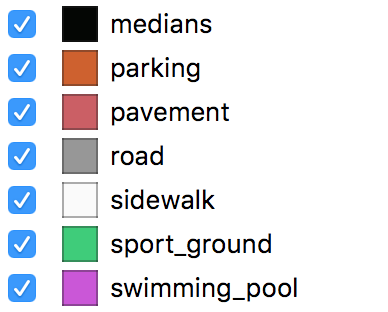 medians
parking
pavement
road
sidewalk
sport_ground
swimming_pool